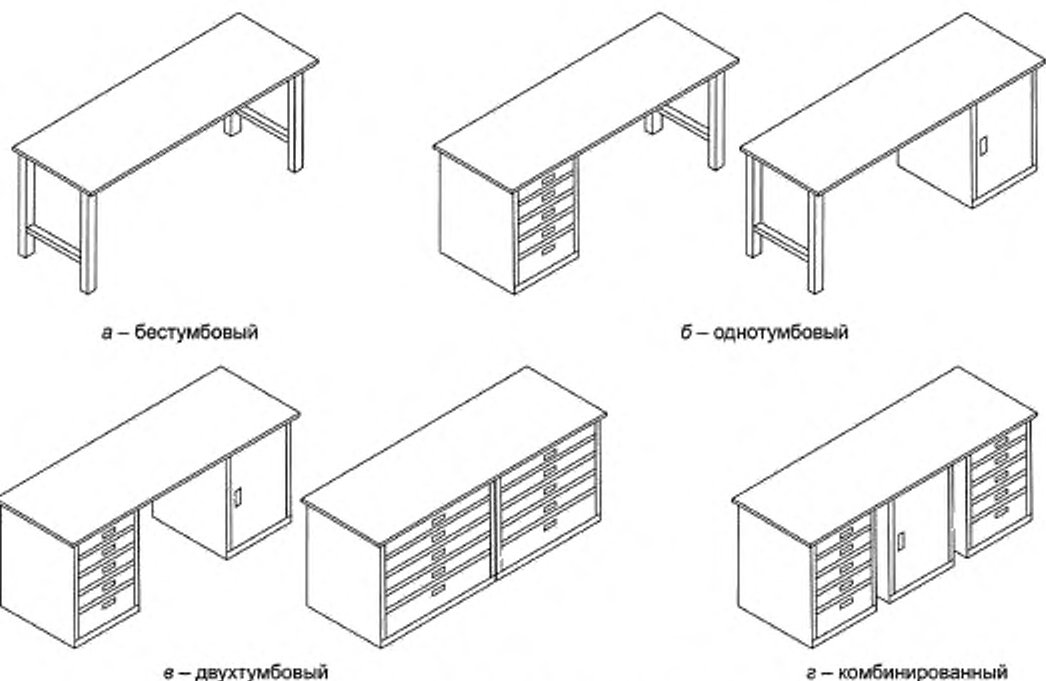 а – бестумбовый
б – однотумбовый
в – двухтумбовый
г – комбинированный